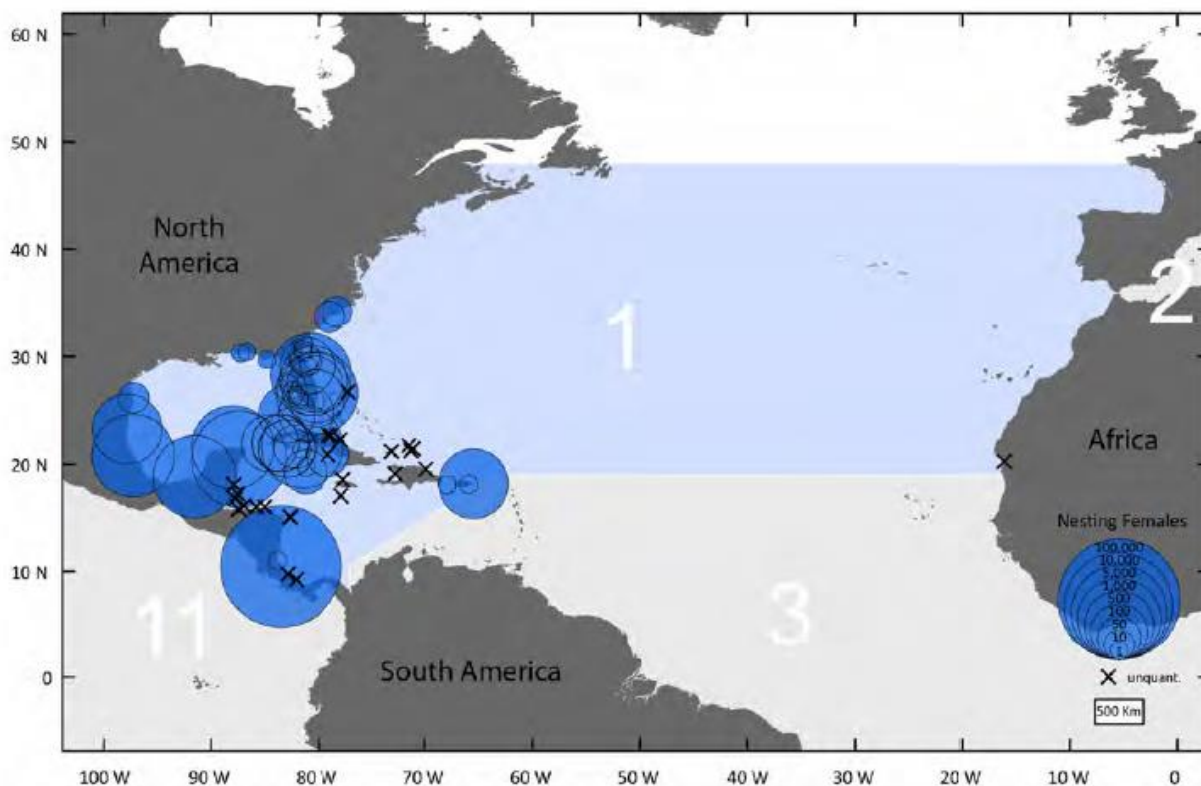 60 N
50 N
40 N
30 N
20 N
10 N
0
North
America
1
2
Africa
Nesting Females
100,000
10,000
5,000
1,000
500
100
50
10
1
11
3
South America
unquant.
500 Km
100 W
90 W
80 W
70 W
60 W
50 W
40 W
30 W
20 W
10 W
0